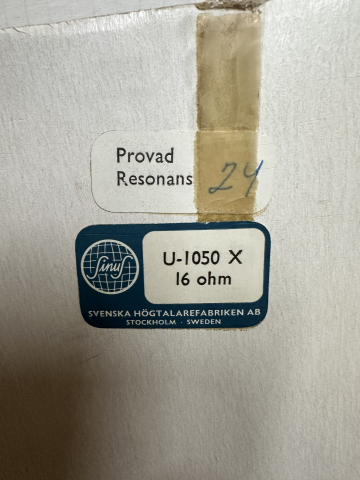 Provad
Resonans 24
Sinus
U-1050 X
16 ohm
SVENSKA HÖGTALAREFABRIKEN AB
STOCKHOLM · SWEDEN